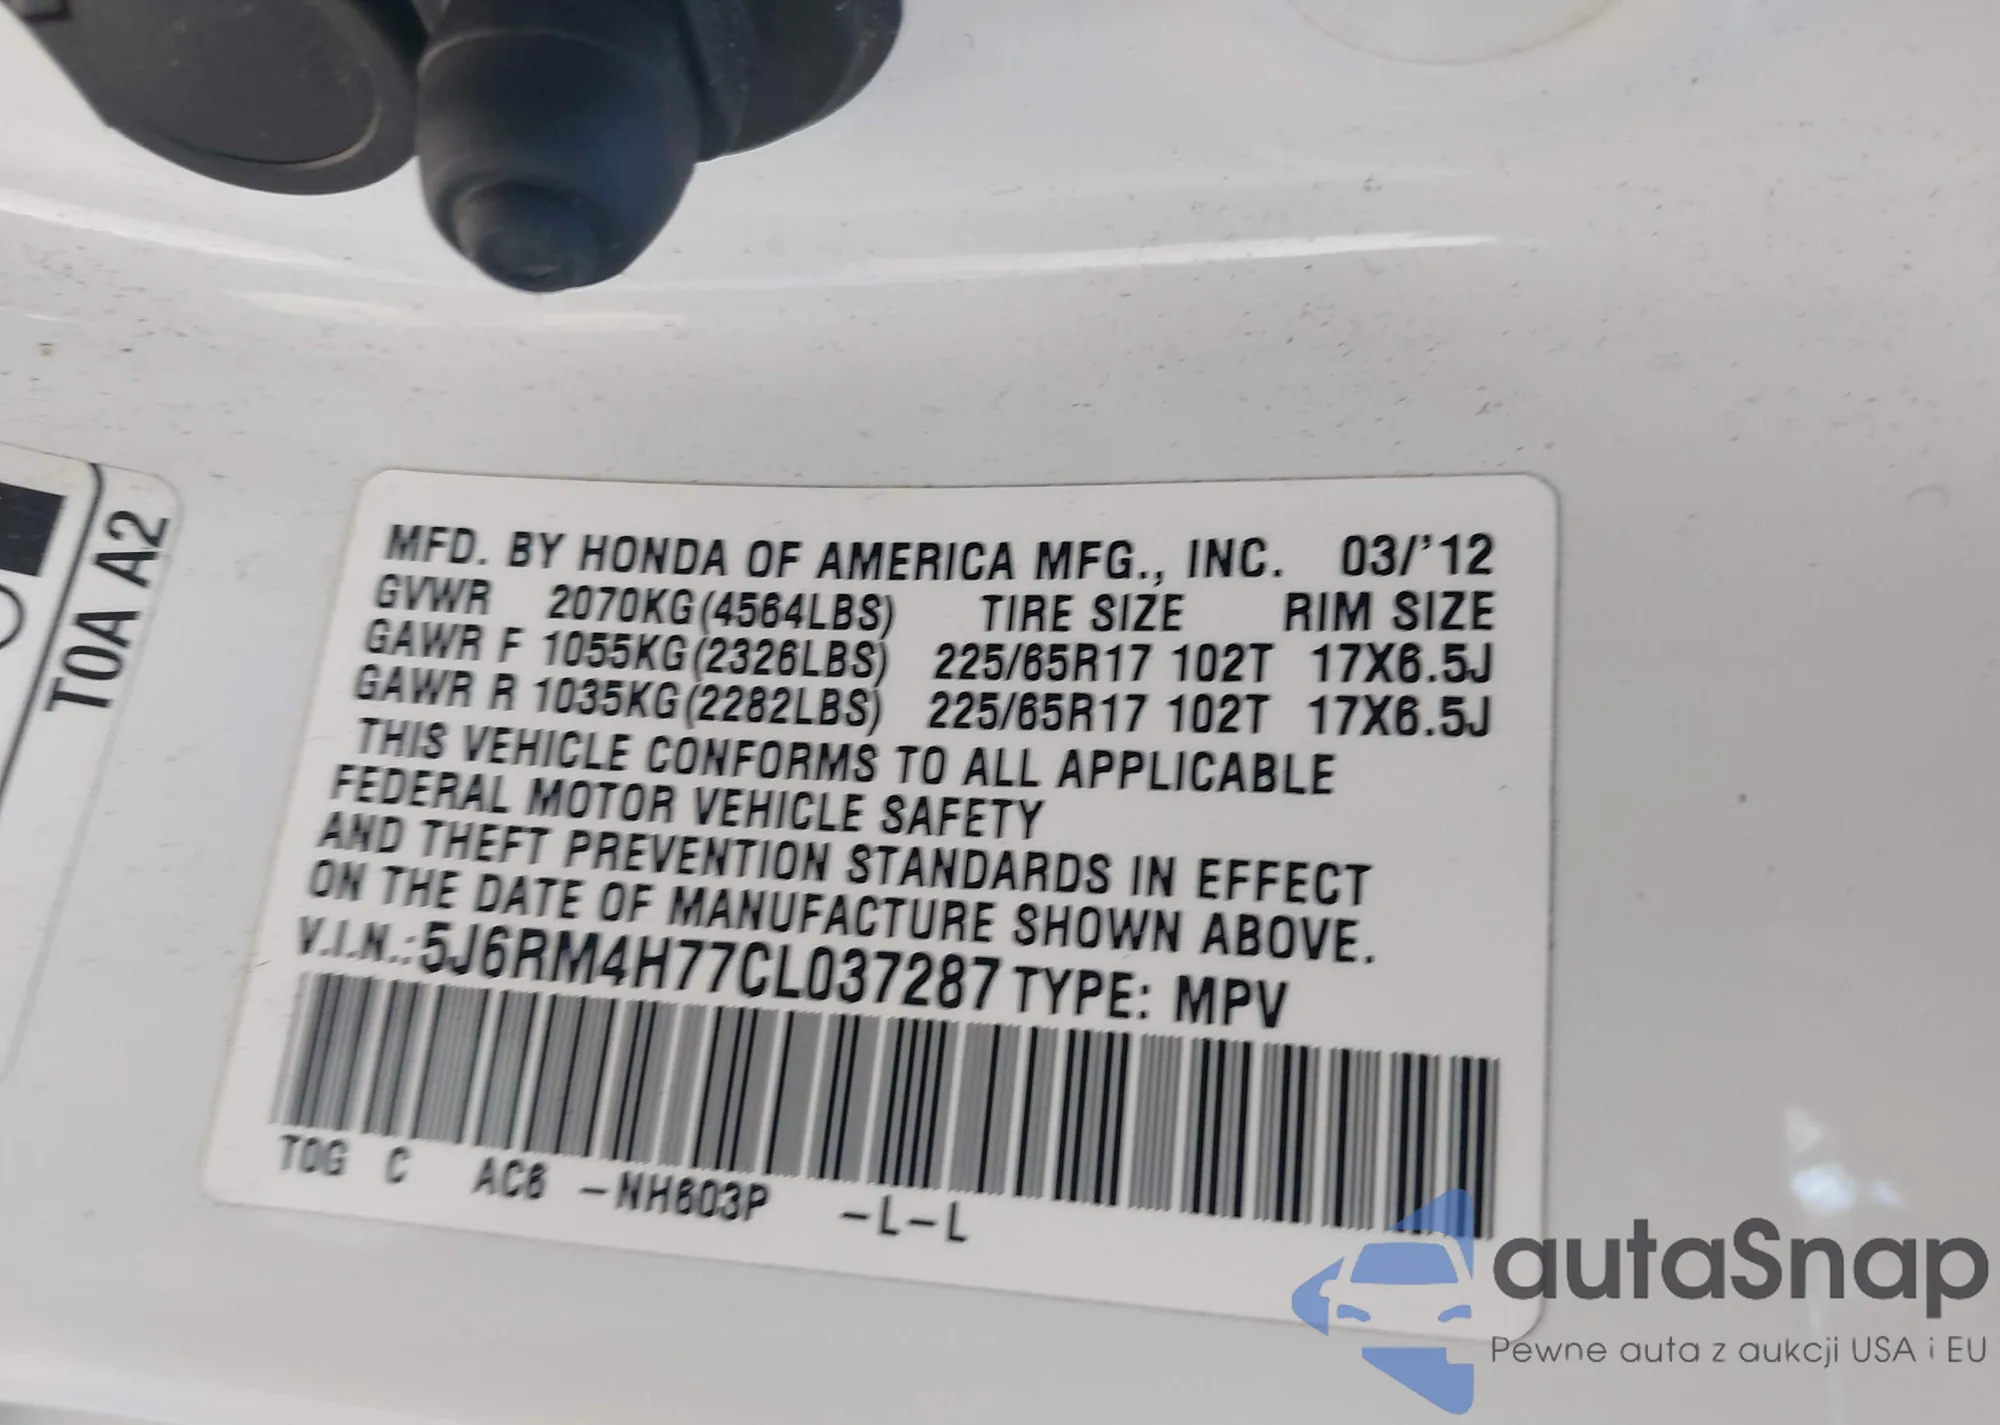 T0A A2
MFD. BY HONDA OF AMERICA MFG., INC. 03/'12
GVWR 2070KG(4564LBS) TIRE SIZE RIM SIZE
GAWR F 1055KG(2326LBS) 225/65R17 102T 17X6.5J
GAWR R 1035KG(2282LBS) 225/65R17 102T 17X6.5J
THIS VEHICLE CONFORMS TO ALL APPLICABLE
FEDERAL MOTOR VEHICLE SAFETY
AND THEFT PREVENTION STANDARDS IN EFFECT
ON THE DATE OF MANUFACTURE SHOWN ABOVE.
V.I.N.:5J6RM4H77CL037287 TYPE: MPV
T0G C AC6 -NH603P -L-L
autaSnap
Pewne auta z aukcji USA i EU